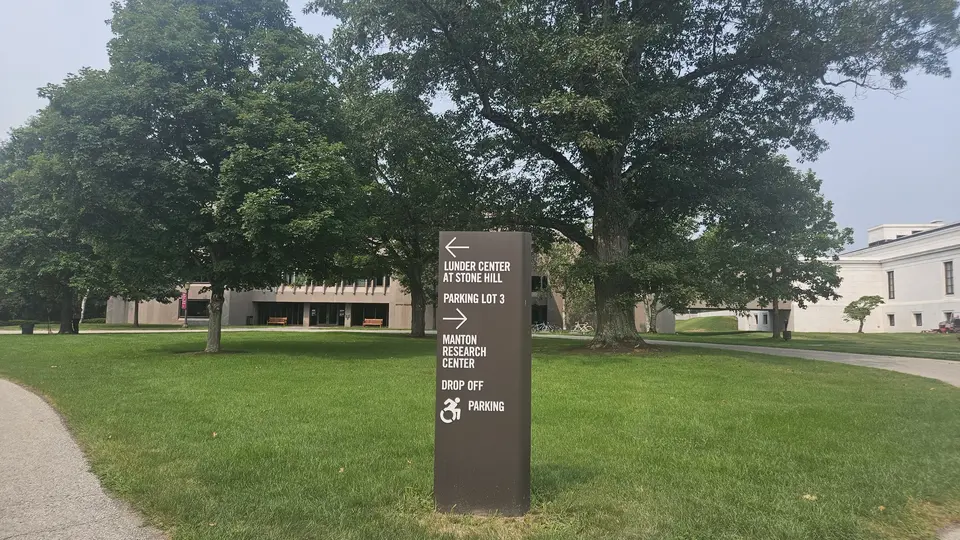 LUNDER CENTER
AT STONE HILL
PARKING LOT 3
MANTON
RESEARCH
CENTER
DROP OFF
PARKING